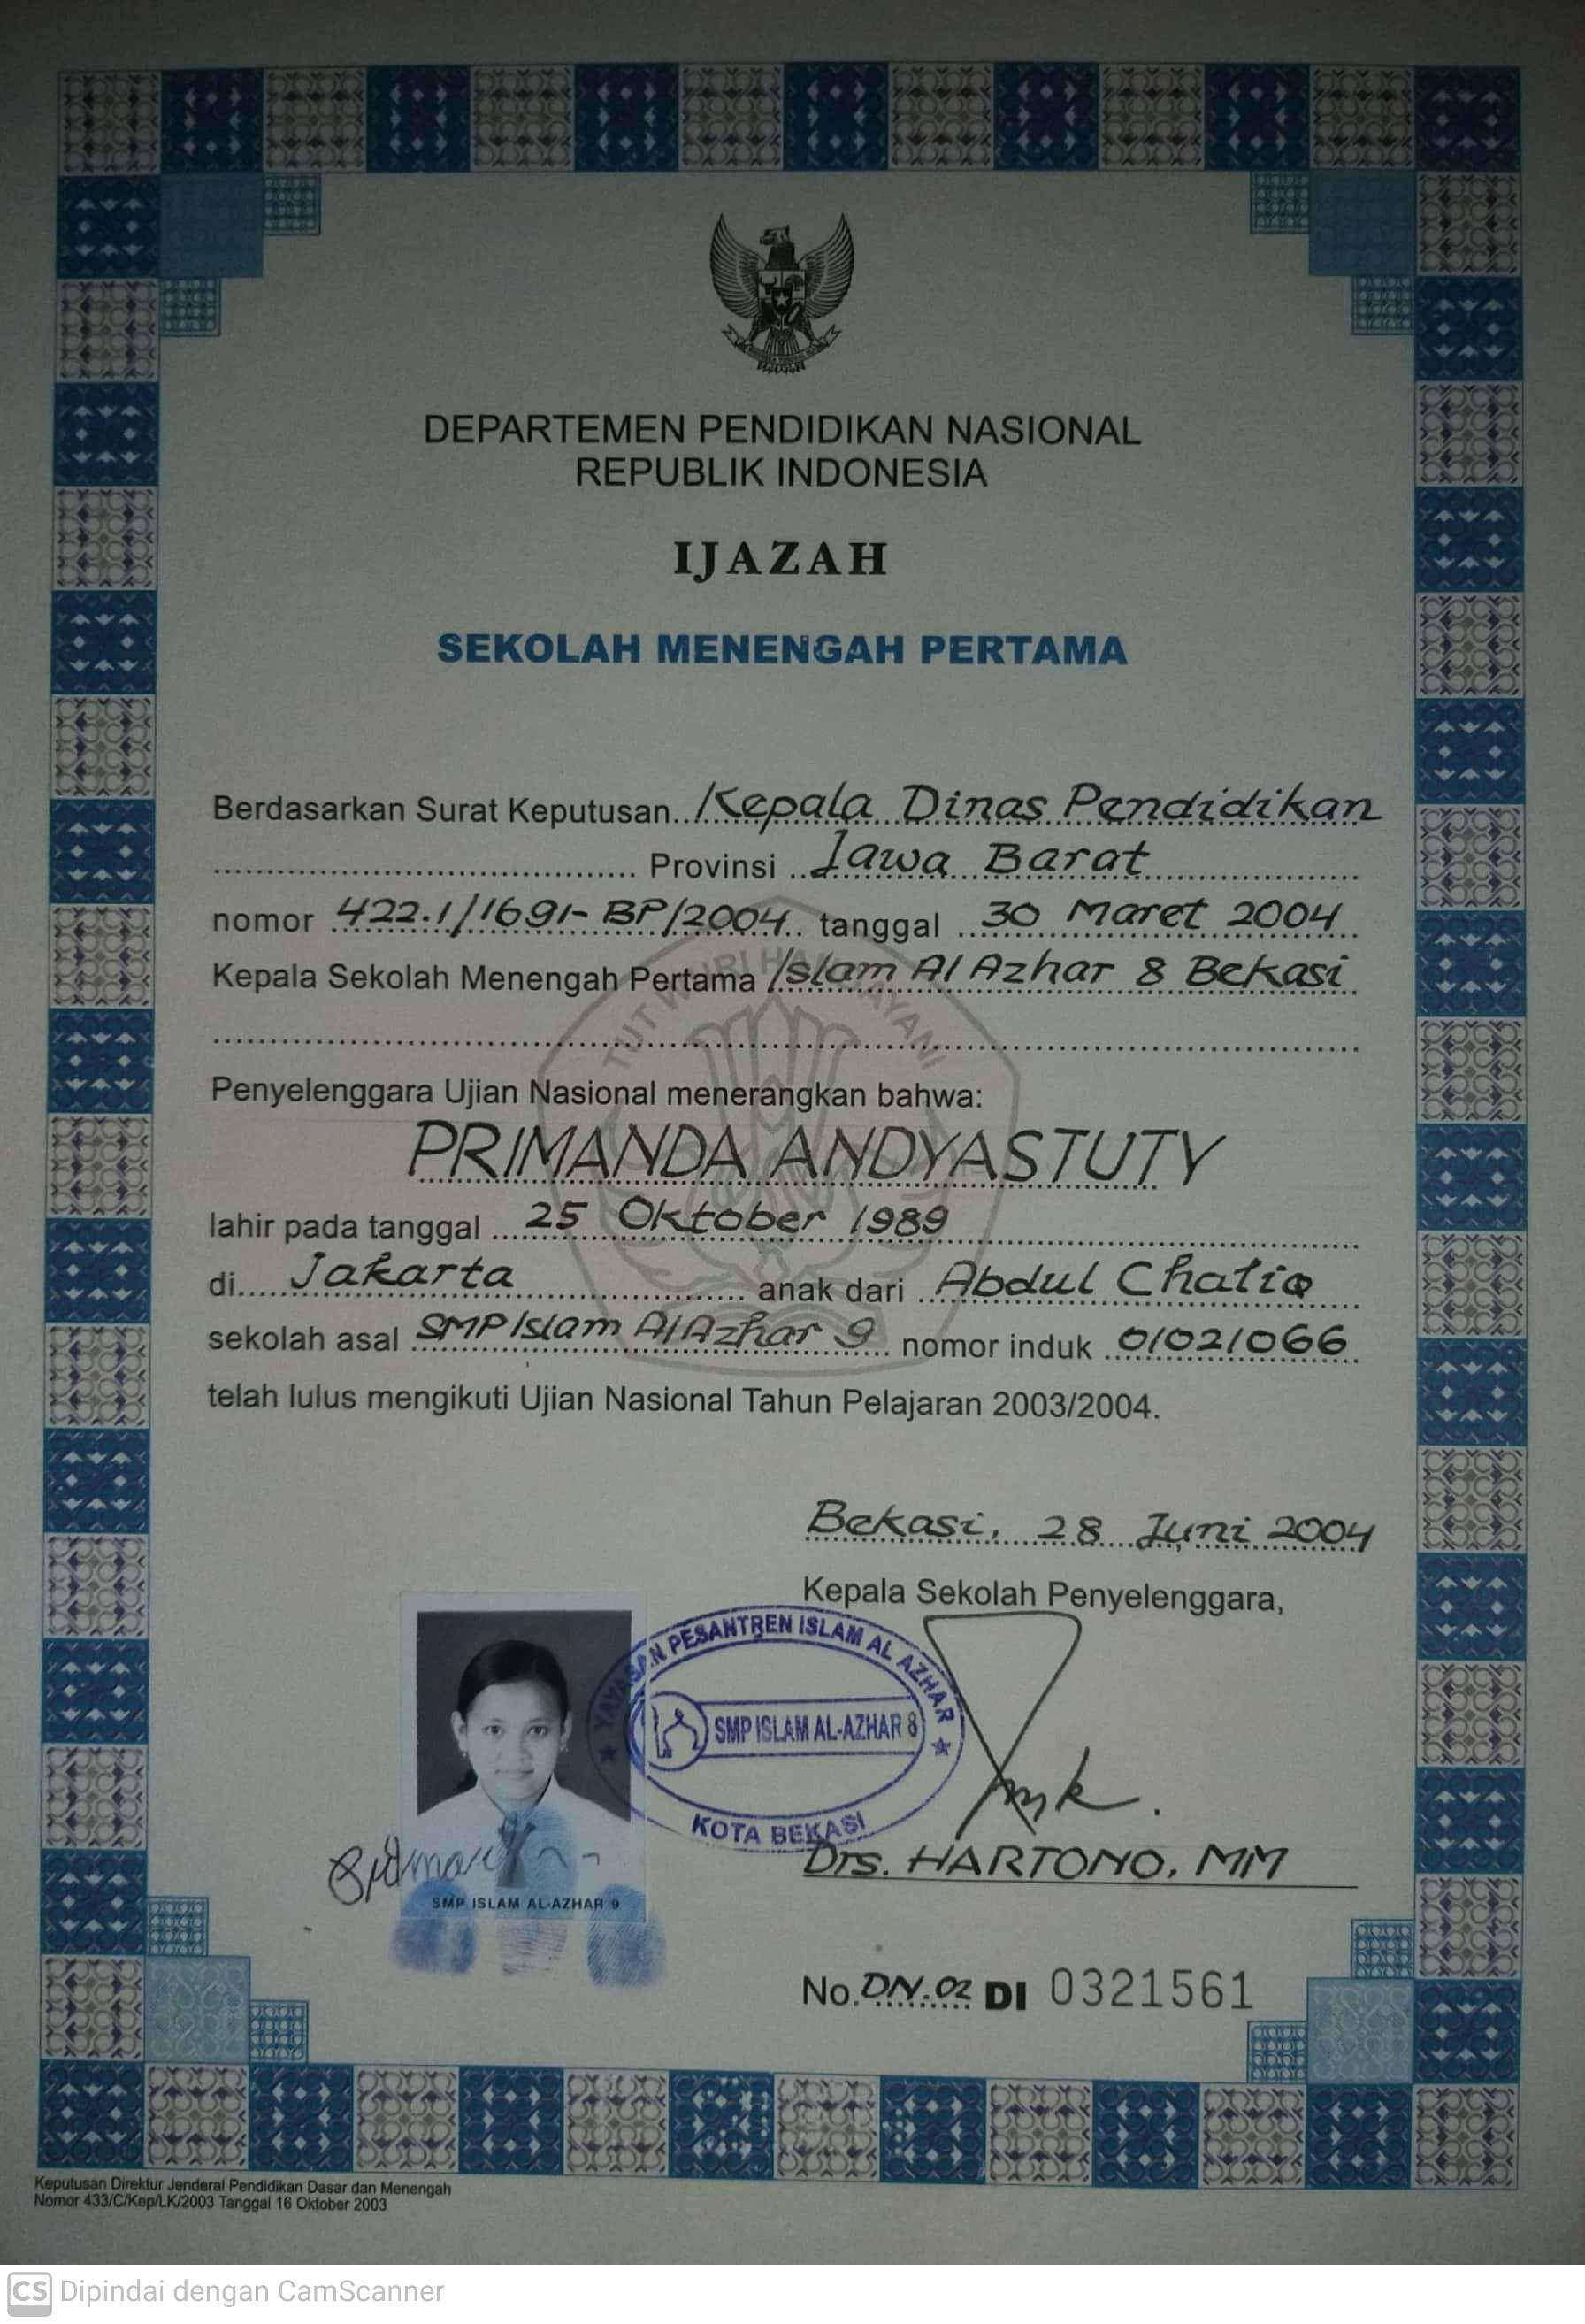 DEPARTEMEN PENDIDIKAN NASIONAL
REPUBLIK INDONESIA
IJAZAH
SEKOLAH MENENGAH PERTAMA
Berdasarkan Surat Keputusan Kepala Dinas Pendidikan
Provinsi Jawa Barat
nomor 422.1/1691-BP/2004 tanggal 30 Maret 2004
Kepala Sekolah Menengah Pertama Islam Al Azhar 8 Bekasi
TUT WURI HANDAYANI
Penyelenggara Ujian Nasional menerangkan bahwa:
PRIMANDA ANDYASTUTY
lahir pada tanggal 25 Oktober 1989
di Jakarta anak dari Abdul Chaliq
sekolah asal SMP Islam Al Azhar 9 nomor induk 01021066
telah lulus mengikuti Ujian Nasional Tahun Pelajaran 2003/2004.
Bekasi, 28 Juni 2004
Kepala Sekolah Penyelenggara,
YAYASAN PESANTREN ISLAM AL AZHAR
SMP ISLAM AL-AZHAR 8
KOTA BEKASI
Drs. HARTONO, MM
SMP ISLAM AL-AZHAR 9
No. DN.02 DI 0321561
Keputusan Direktur Jenderal Pendidikan Dasar dan Menengah
Nomor 433/C/Kep/LK/2003 Tanggal 16 Oktober 2003
CS Dipindai dengan CamScanner